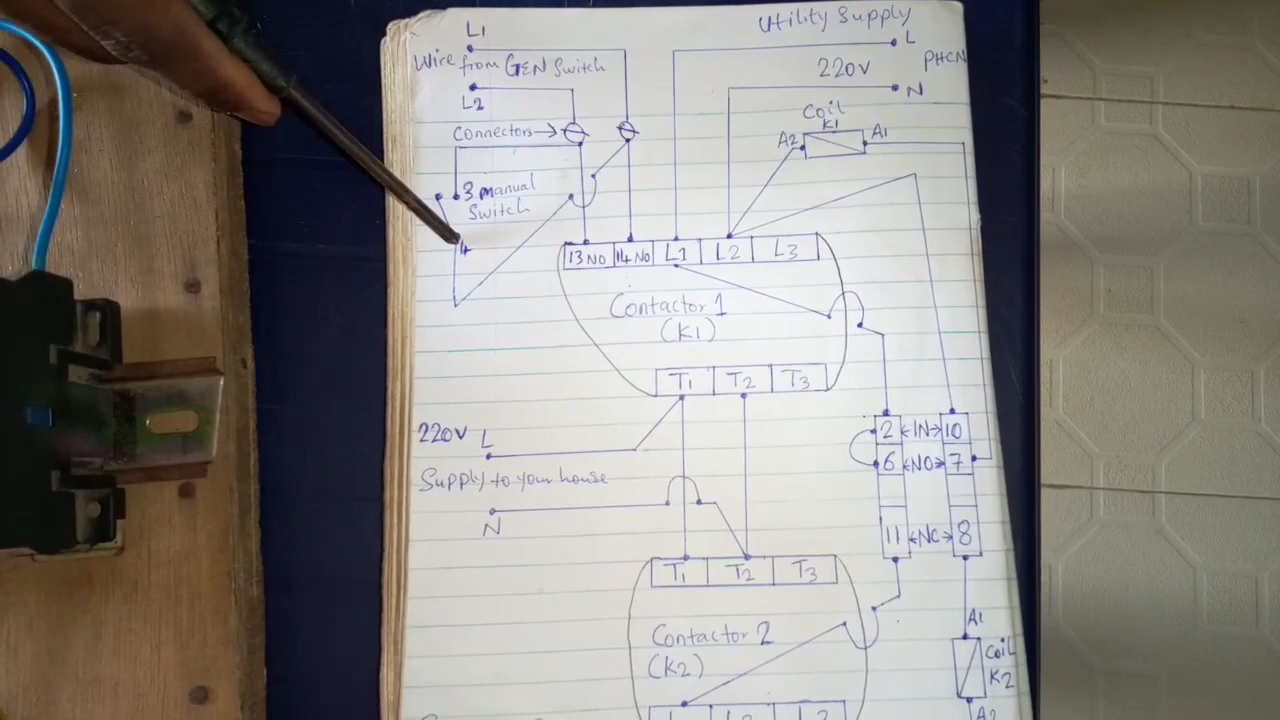 Utility Supply
L1
L
PHCN
Wire from GEN Switch
220V
L2
N
Coil
K1
A2
A1
Connectors→
3 manual
Switch
4
13 NO
14 NO
L1
L2
L3
Contactor 1
(K1)
T1
T2
T3
2
<IN>
10
220V L
6
<NO>
7
Supply to your house
N
11
<NC>
8
T1
T2
T3
A1
Contactor 2
(K2)
Coil
K2
A2